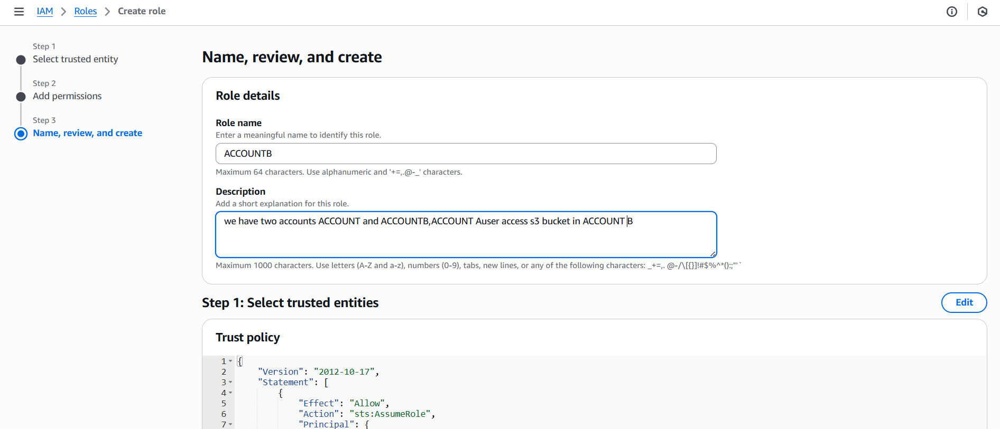 IAM > Roles > Create role
Step 1
Select trusted entity
Step 2
Add permissions
Step 3
Name, review, and create
Name, review, and create
Role details
Role name
Enter a meaningful name to identify this role.
ACCOUNTB
Maximum 64 characters. Use alphanumeric and '+=,.@-_' characters.
Description
Add a short explanation for this role.
we have two accounts ACCOUNT and ACCOUNTB,ACCOUNT Auser access s3 bucket in ACCOUNT B
Maximum 1000 characters. Use letters (A-Z and a-z), numbers (0-9), tabs, new lines, or any of the following characters: _+=,. @-/\[{}]!#$%^*();:"'`
Step 1: Select trusted entities
Edit
Trust policy
1 {
2 "Version": "2012-10-17",
3 "Statement": [
4 {
5 "Effect": "Allow",
6 "Action": "sts:AssumeRole",
7 "Principal": {